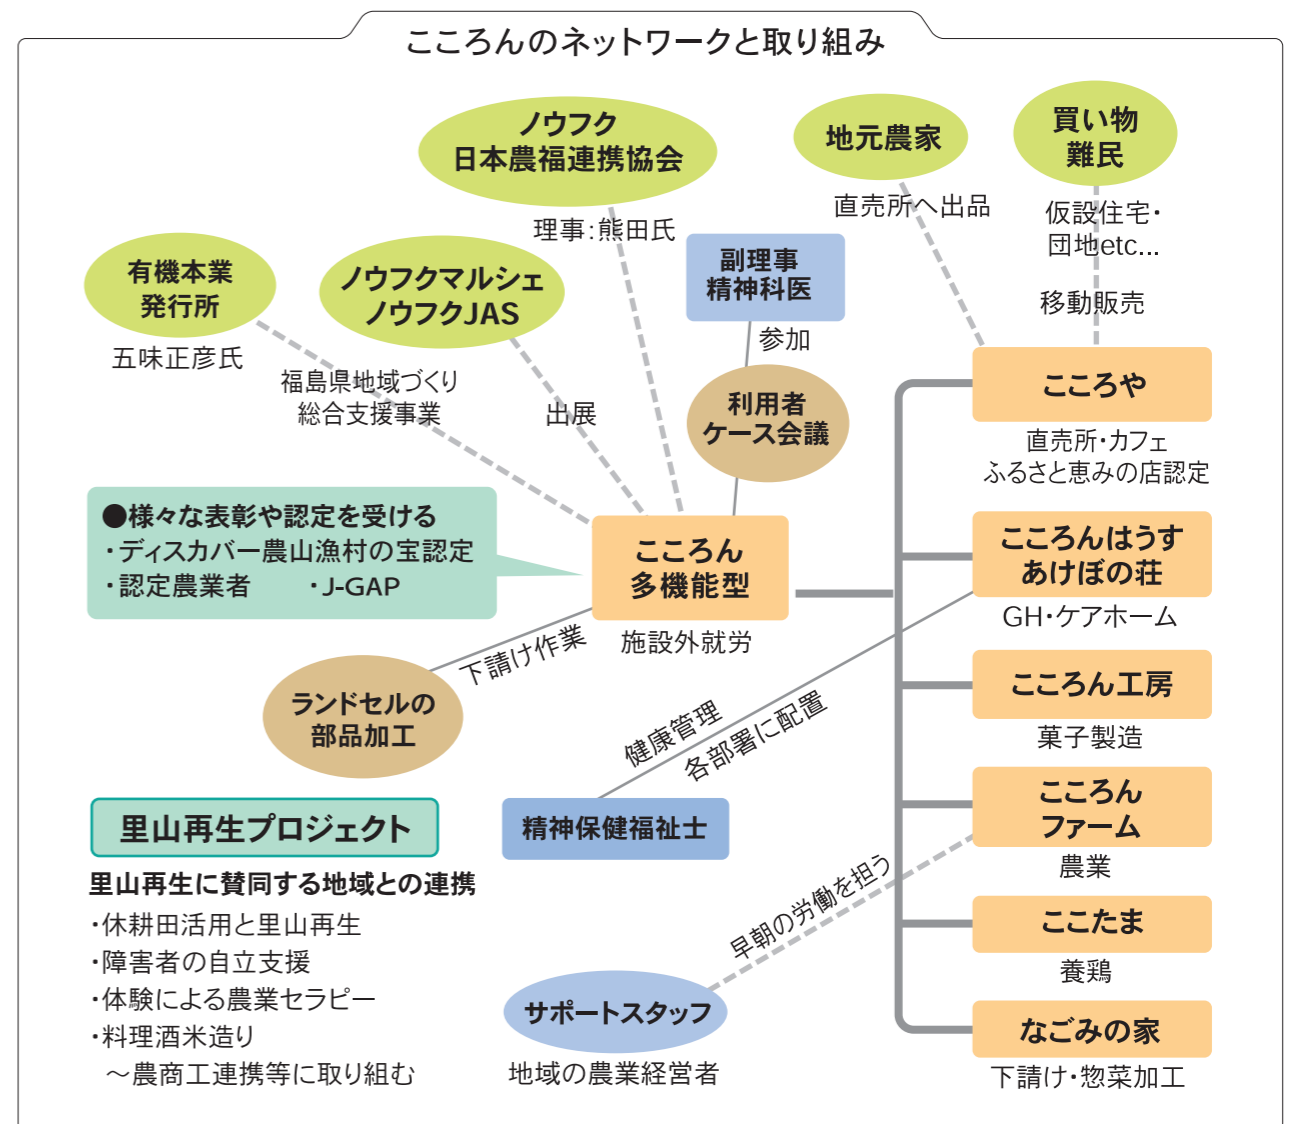 こころんのネットワークと取り組み
ノウフク
日本農福連携協会
理事：熊田氏
地元農家
直売所へ出品
買い物
難民
仮設住宅・
団地etc...
移動販売
有機本業
発行所
五味正彦氏
福島県地域づくり
総合支援事業
ノウフクマルシェ
ノウフクJAS
出展
副理事
精神科医
参加
利用者
ケース会議
こころや
直売所・カフェ
ふるさと恵みの店認定
●様々な表彰や認定を受ける
・ディスカバー農山漁村の宝認定
・認定農業者　・J-GAP
こころん
多機能型
施設外就労
こころんはうす
あけぼの荘
GH・ケアホーム
下請け作業
ランドセルの
部品加工
健康管理
各部署に配置
精神保健福祉士
こころん工房
菓子製造
こころん
ファーム
農業
早朝の労働を担う
サポートスタッフ
地域の農業経営者
ここたま
養鶏
なごみの家
下請け・惣菜加工
里山再生プロジェクト
里山再生に賛同する地域との連携
・休耕田活用と里山再生
・障害者の自立支援
・体験による農業セラピー
・料理酒米造り
～農商工連携等に取り組む